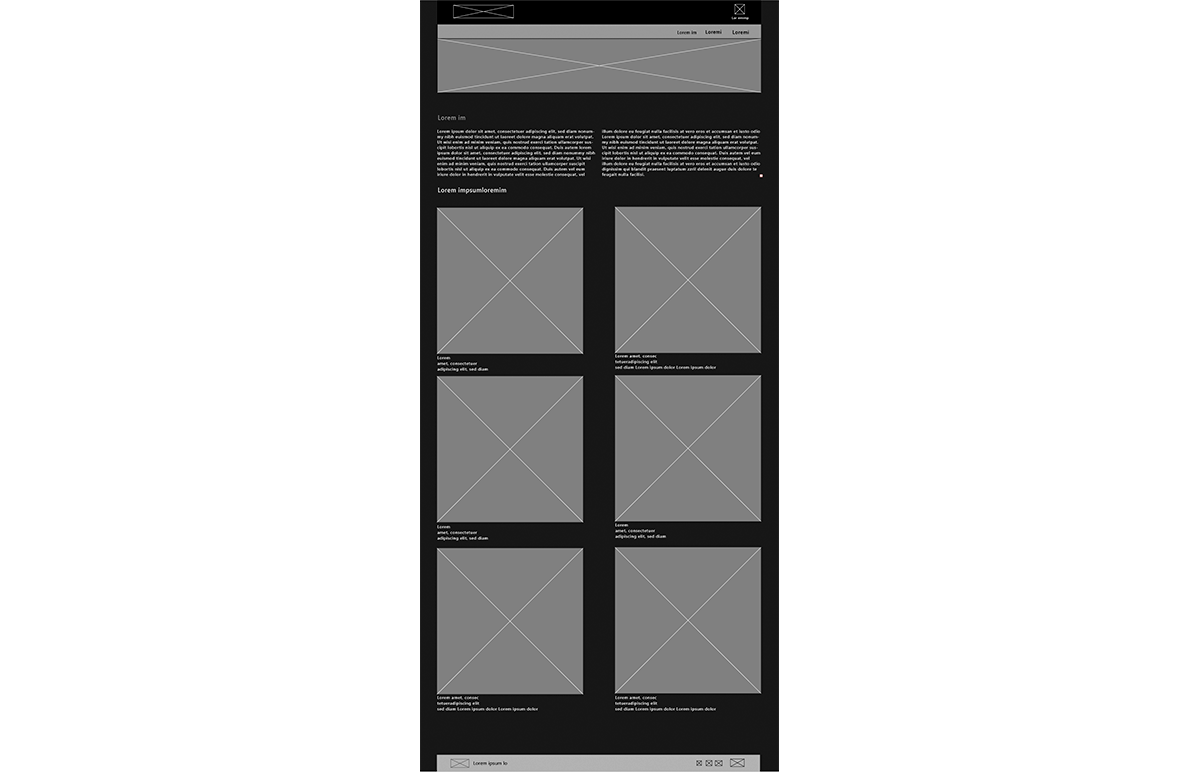 Lorem im
Loremi
Loremi
Lorem im
Lorem ipsum dolor sit amet, consectetuer adipiscing elit, sed diam nonum-
my nibh euismod tincidunt ut laoreet dolore magna aliquam erat volutpat.
Ut wisi enim ad minim veniam, quis nostrud exerci tation ullamcorper sus-
cipit lobortis nisl ut aliquip ex ea commodo consequat. Duis autem lorem
ipsum dolor sit amet, consectetuer adipiscing elit, sed diam nonummy nibh
euismod tincidunt ut laoreet dolore magna aliquam erat volutpat. Ut wisi
enim ad minim veniam, quis nostrud exerci tation ullamcorper suscipit
lobortis nisl ut aliquip ex ea commodo consequat. Duis autem vel eum
iriure dolor in hendrerit in vulputate velit esse molestie consequat, vel
illum dolore eu feugiat nulla facilisis at vero eros et accumsan et iusto odio
Lorem ipsum dolor sit amet, consectetuer adipiscing elit, sed diam nonum-
my nibh euismod tincidunt ut laoreet dolore magna aliquam erat volutpat.
Ut wisi enim ad minim veniam, quis nostrud exerci tation ullamcorper sus-
cipit lobortis nisl ut aliquip ex ea commodo consequat. Duis autem vel eum
iriure dolor in hendrerit in vulputate velit esse molestie consequat, vel
illum dolore eu feugiat nulla facilisis at vero eros et accumsan et iusto odio
dignissim qui blandit praesent luptatum zzril delenit augue duis dolore te
feugait nulla facilisi.
Lorem impsumloremim
Lorem
amet, consectetuer
adipiscing elit, sed diam
Lorem amet, consec
tetueradipiscing elit
sed diam Lorem ipsum dolor Lorem ipsum dolor
Lorem
amet, consectetuer
adipiscing elit, sed diam
Lorem
amet, consectetuer
adipiscing elit, sed diam
Lorem amet, consec
tetueradipiscing elit
sed diam Lorem ipsum dolor Lorem ipsum dolor
Lorem amet, consec
tetueradipiscing elit
sed diam Lorem ipsum dolor Lorem ipsum dolor
Lorem ipsum lo